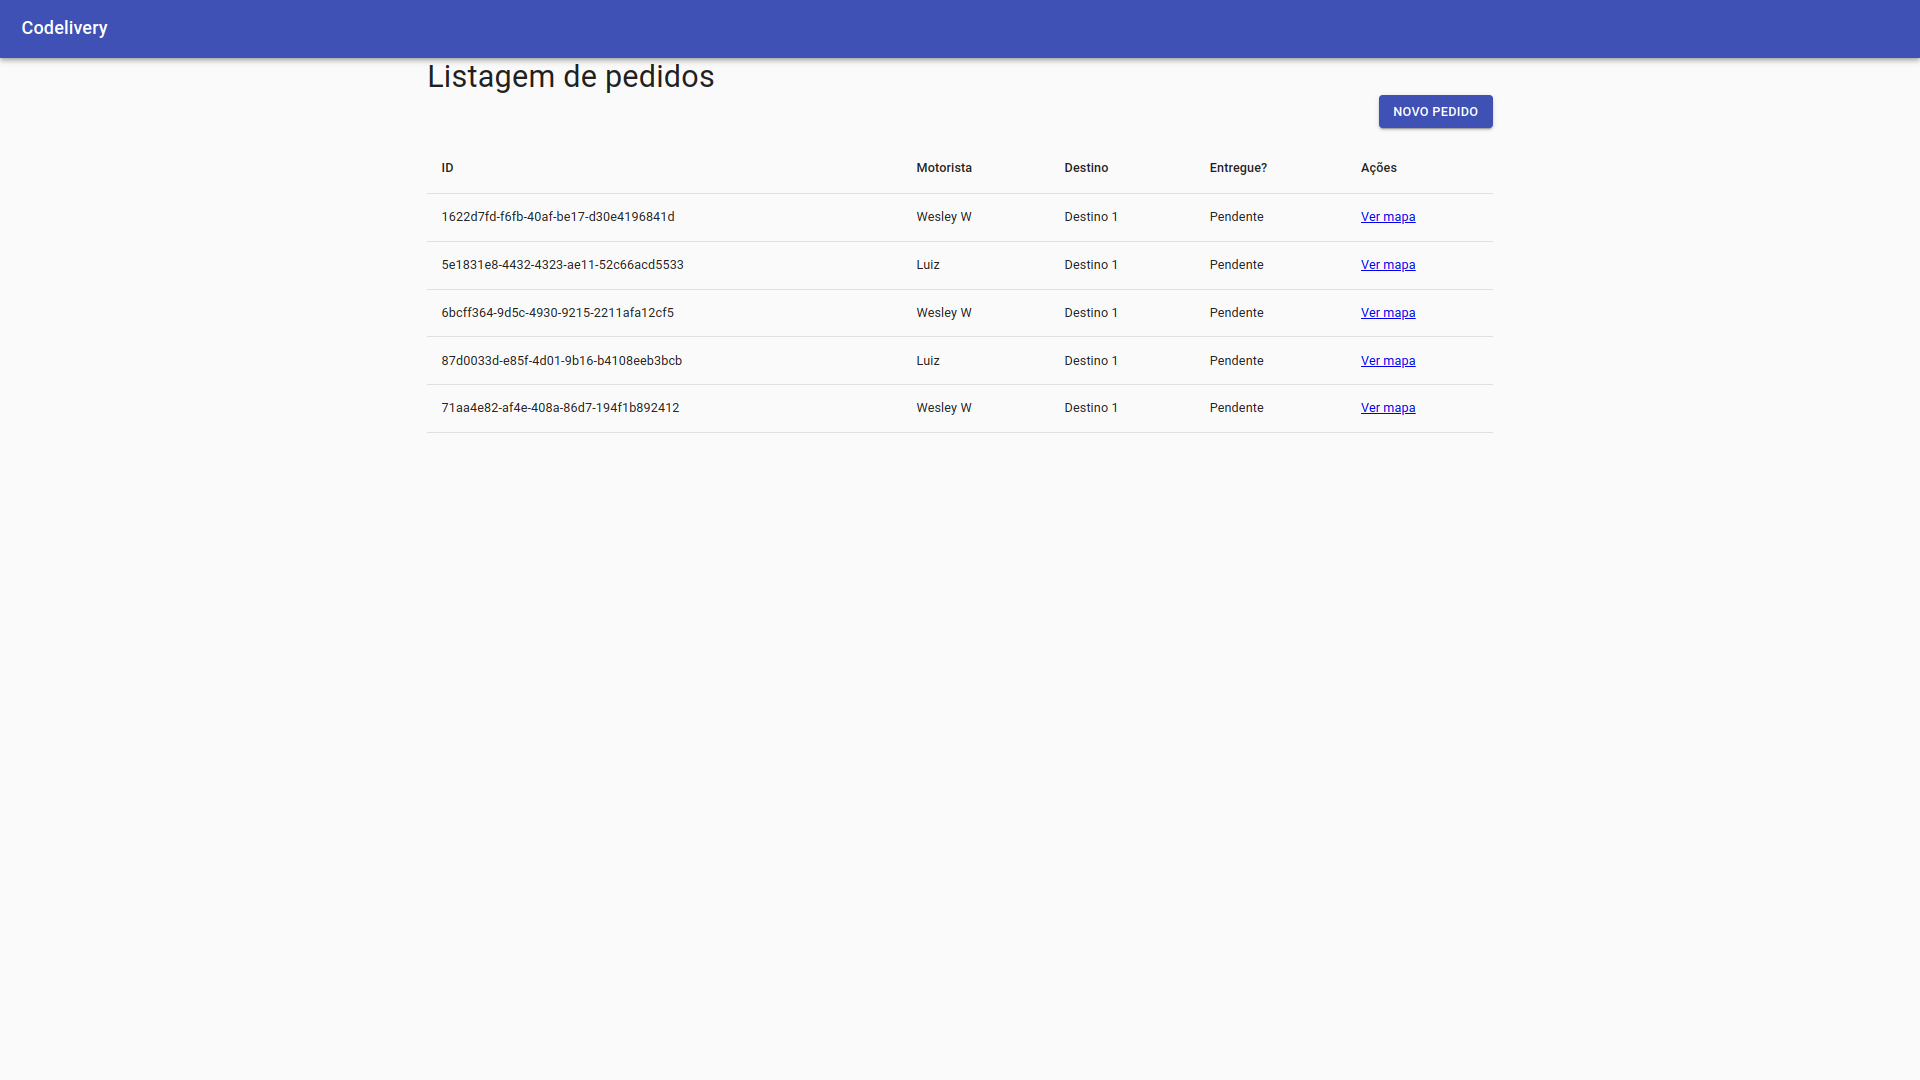 Codelivery
Listagem de pedidos
NOVO PEDIDO
ID Motorista Destino Entregue? Ações
1622d7fd-f6fb-40af-be17-d30e4196841d Wesley W Destino 1 Pendente Ver mapa
5e1831e8-4432-4323-ae11-52c66acd5533 Luiz Destino 1 Pendente Ver mapa
6bcff364-9d5c-4930-9215-2211afa12cf5 Wesley W Destino 1 Pendente Ver mapa
87d0033d-e85f-4d01-9b16-b4108eeb3bcb Luiz Destino 1 Pendente Ver mapa
71aa4e82-af4e-408a-86d7-194f1b892412 Wesley W Destino 1 Pendente Ver mapa